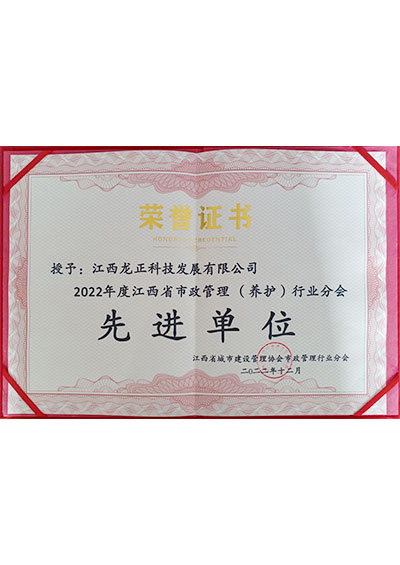 荣誉证书
HONORARY CREDENTIAL
授予：江西龙正科技发展有限公司
2022年度江西省市政管理（养护）行业分会
先进单位
江西省城市建设管理协会市政管理行业分会
二〇二二年十二月